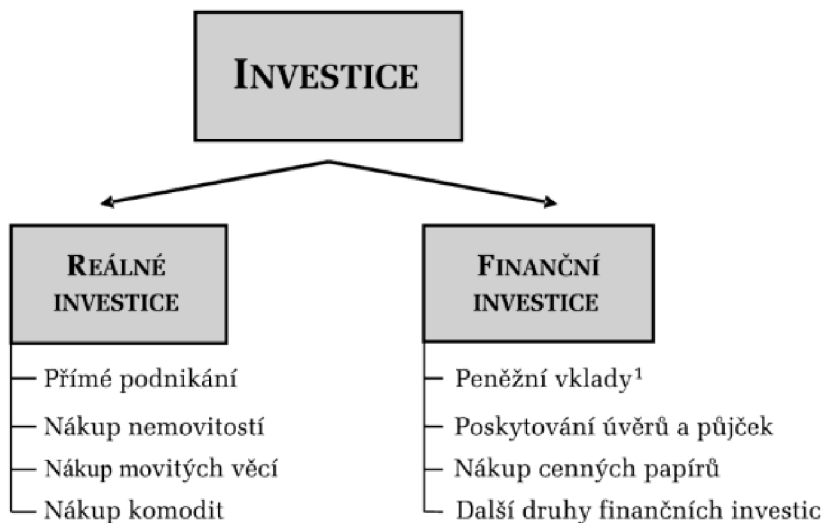 INVESTICE
REÁLNÉ
INVESTICE
Přímé podnikání
Nákup nemovitostí
Nákup movitých věcí
Nákup komodit
FINANČNÍ
INVESTICE
Peněžní vklady¹
Poskytování úvěrů a půjček
Nákup cenných papírů
Další druhy finančních investic